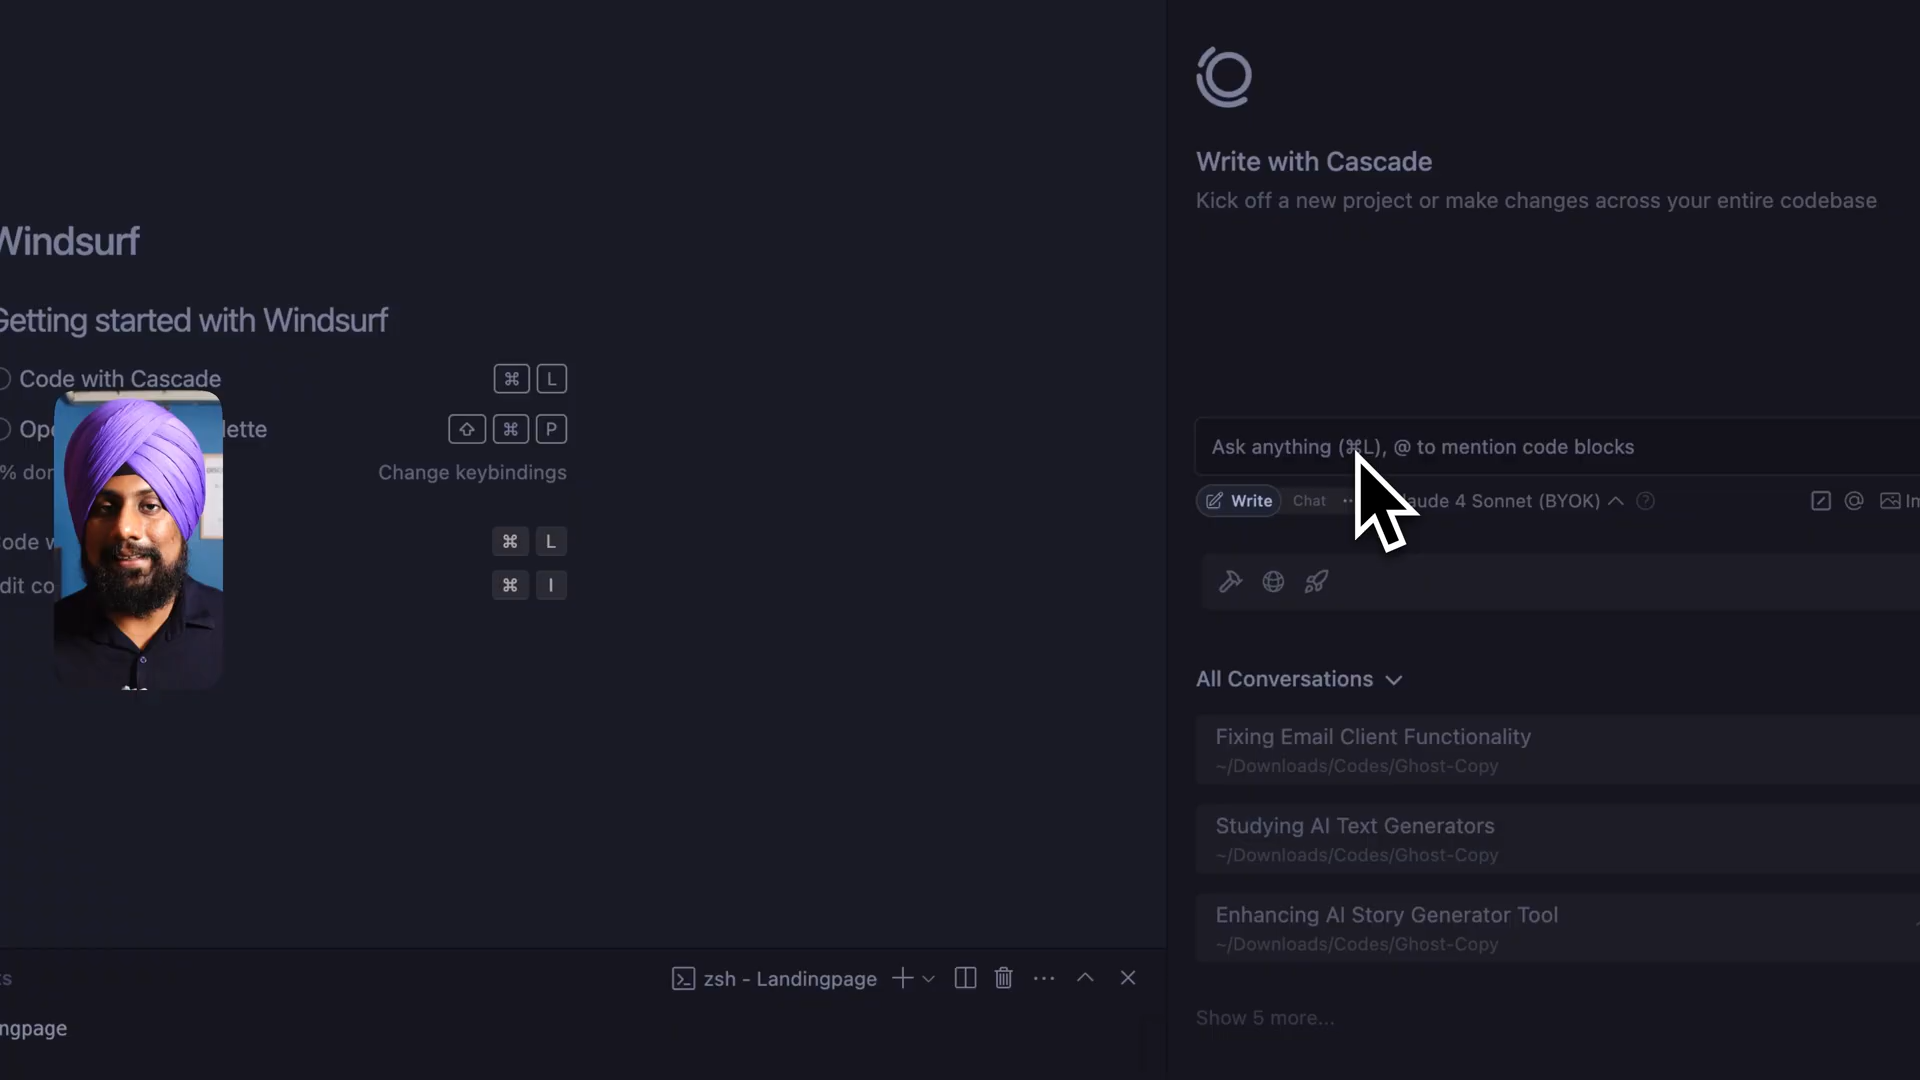 Windsurf
Getting started with Windsurf
Code with Cascade
⌘ L
lette
⌘ P
Change keybindings
⌘ L
⌘ I
zsh - Landingpage
ngpage
Write with Cascade
Kick off a new project or make changes across your entire codebase
Ask anything (⌘L), @ to mention code blocks
Write
Chat
aude 4 Sonnet (BYOK)
All Conversations
Fixing Email Client Functionality
~/Downloads/Codes/Ghost-Copy
Studying AI Text Generators
~/Downloads/Codes/Ghost-Copy
Enhancing AI Story Generator Tool
~/Downloads/Codes/Ghost-Copy
Show 5 more...